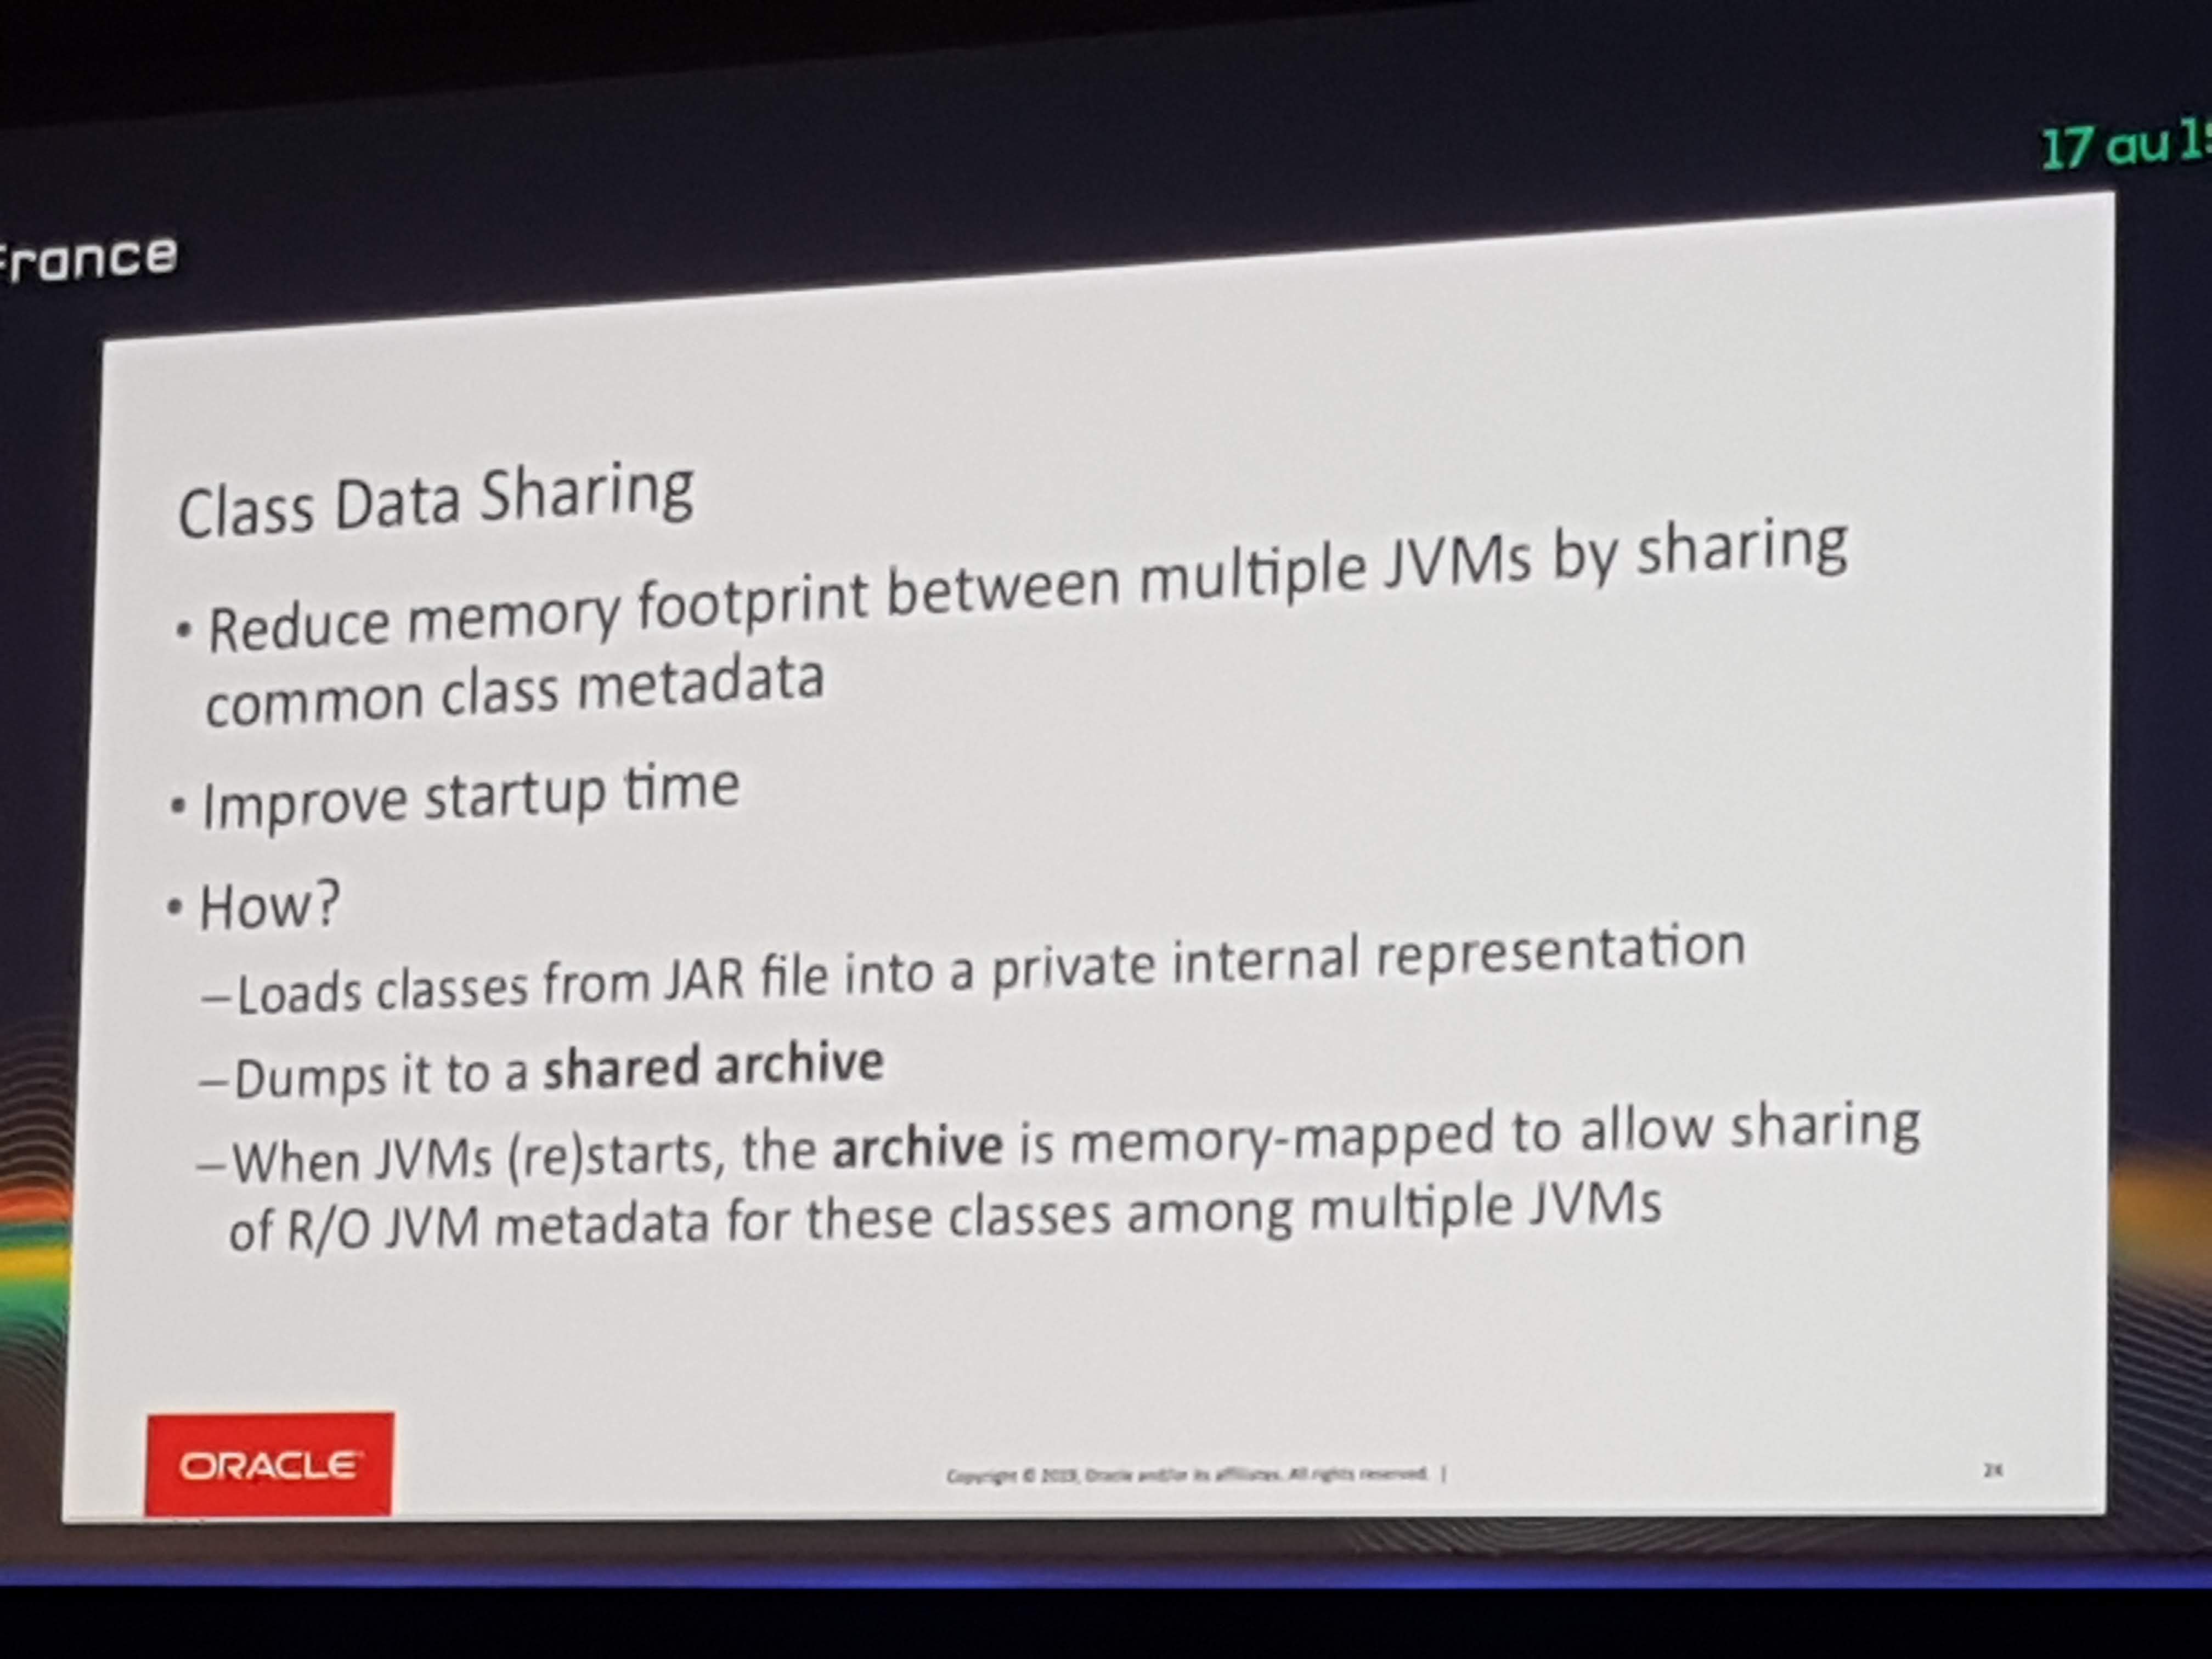 17 au
France
Class Data Sharing
• Reduce memory footprint between multiple JVMs by sharing
common class metadata
• Improve startup time
• How?
–Loads classes from JAR file into a private internal representation
–Dumps it to a shared archive
–When JVMs (re)starts, the archive is memory-mapped to allow sharing
of R/O JVM metadata for these classes among multiple JVMs
ORACLE
Copyright © 2019, Oracle and/or its affiliates. All rights reserved. |